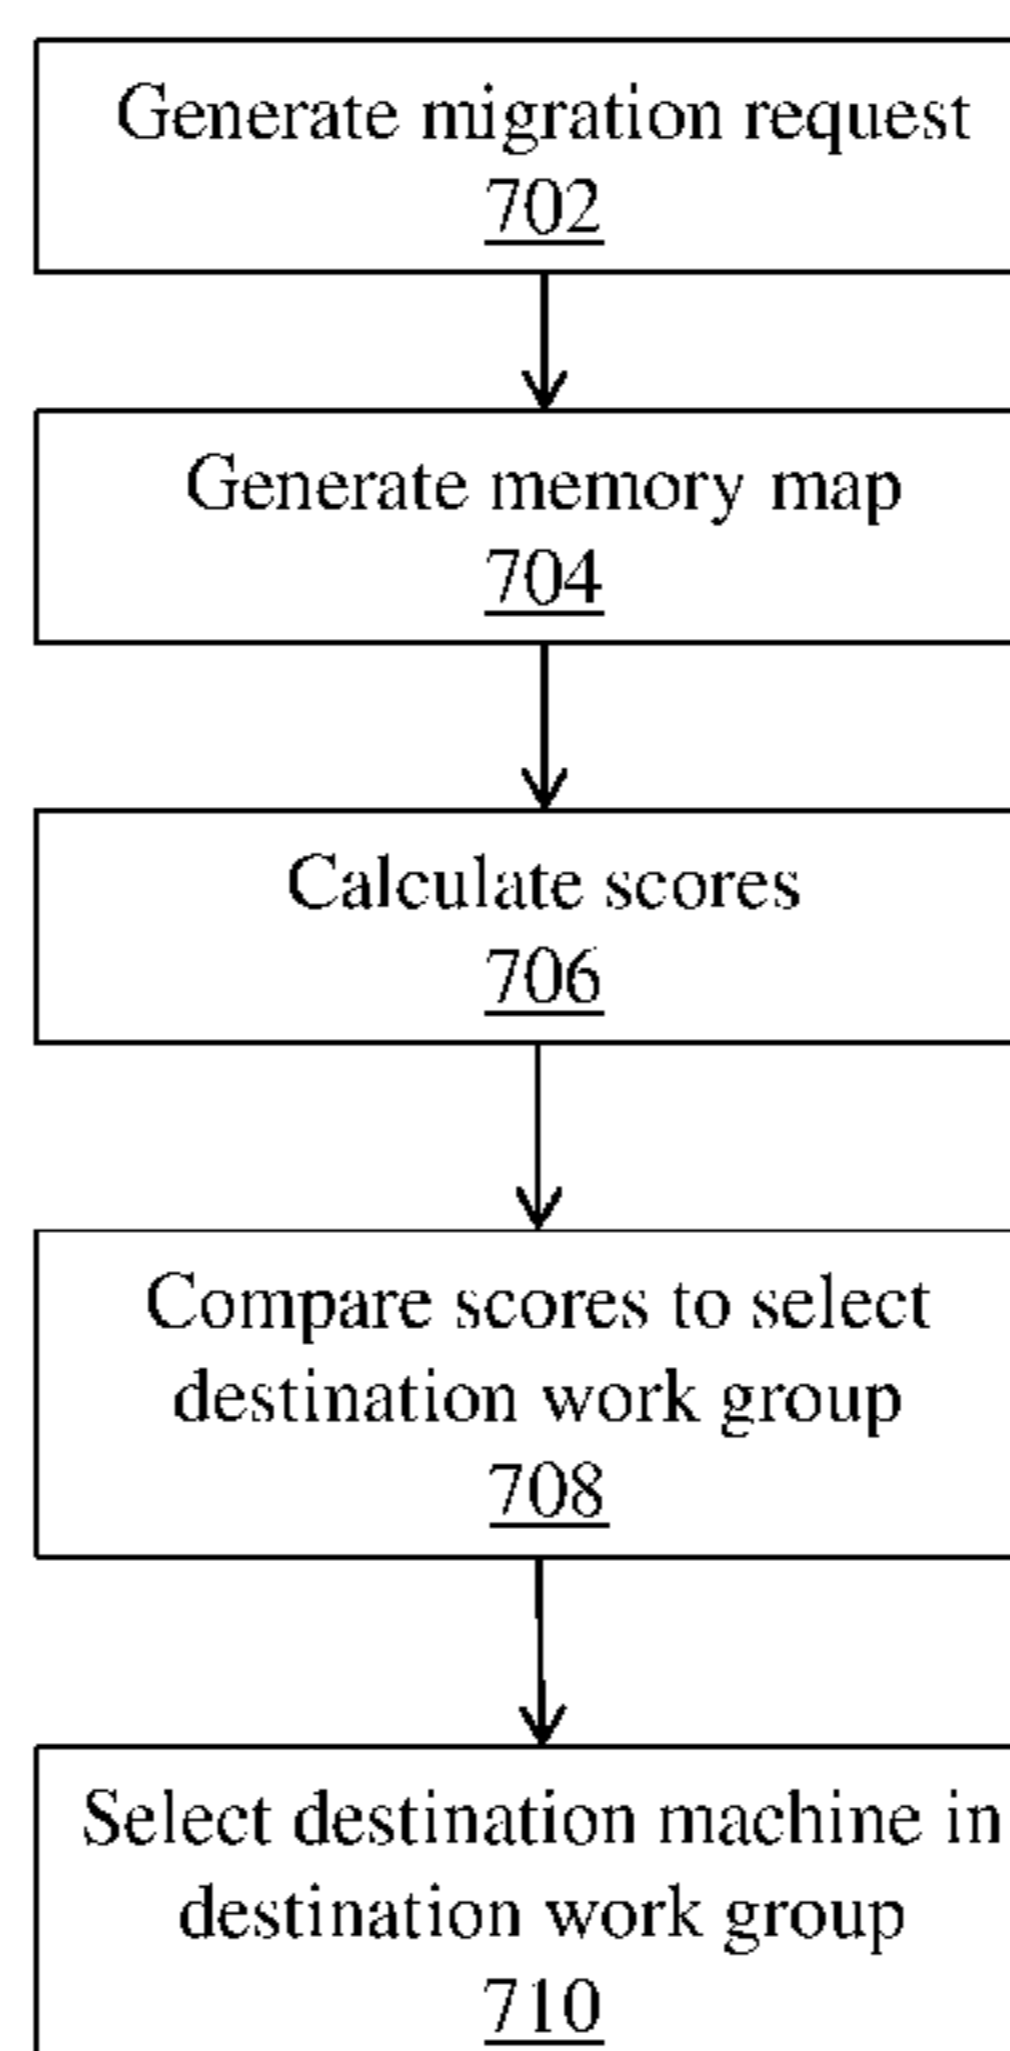 Generate migration request
702
Generate memory map
704
Calculate scores
706
Compare scores to select
destination work group
708
Select destination machine in
destination work group
710